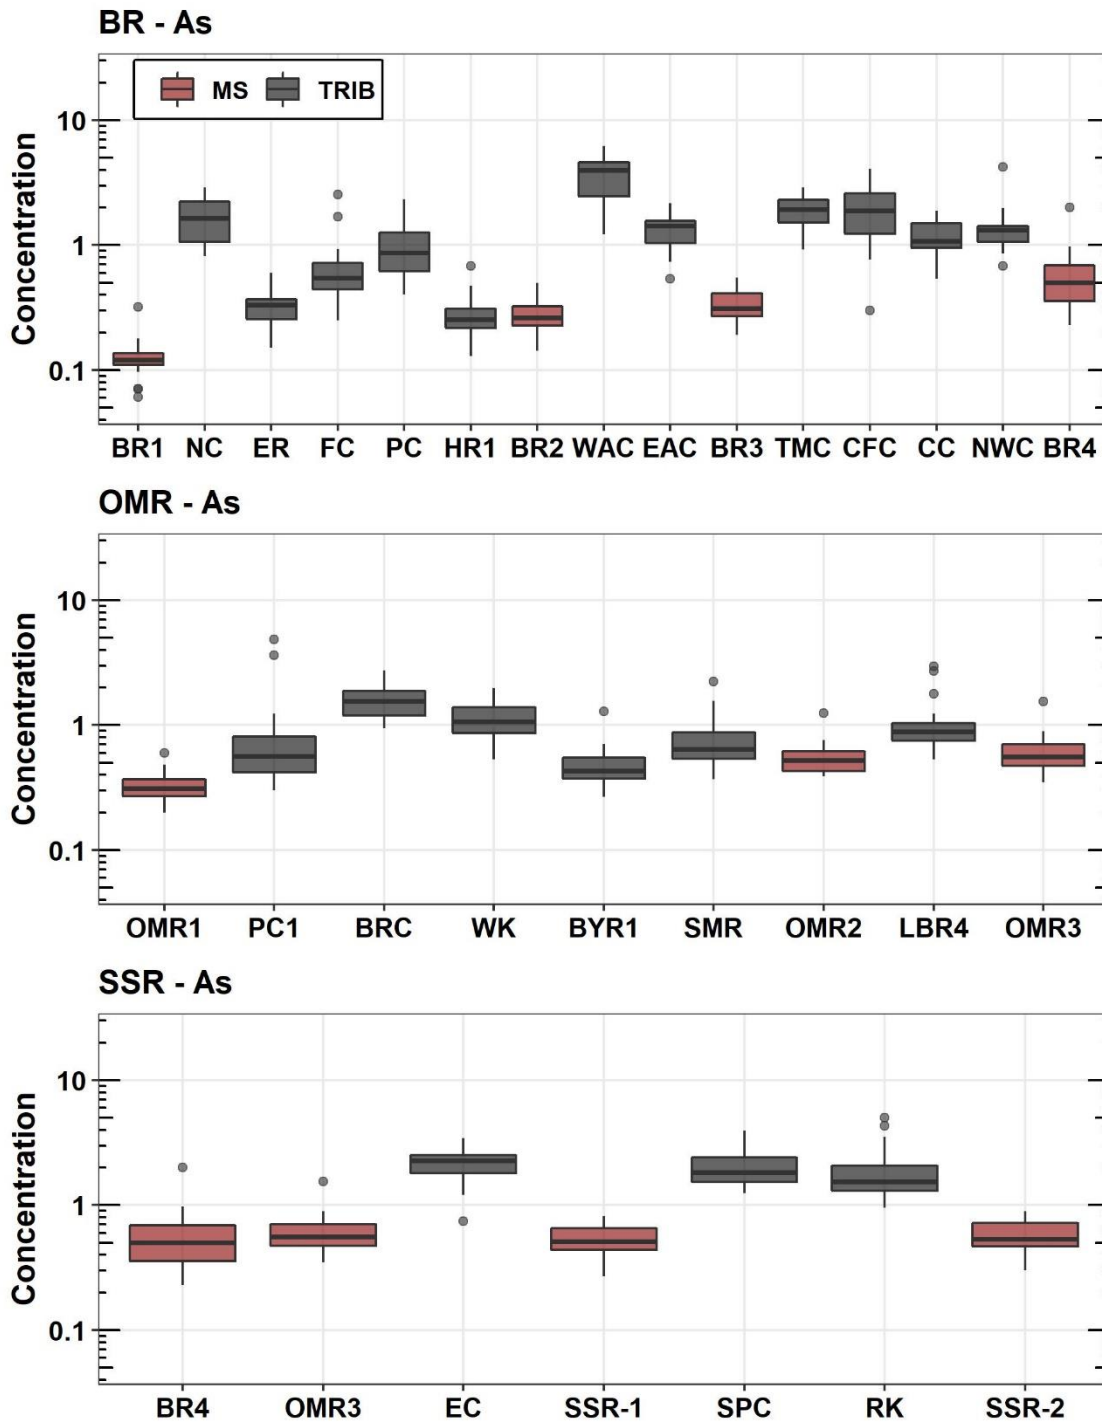 BR - As
MS TRIB
Concentration
10
1
0.1
BR1 NC ER FC PC HR1 BR2 WAC EAC BR3 TMC CFC CC NWC BR4
OMR - As
Concentration
10
1
0.1
OMR1 PC1 BRC WK BYR1 SMR OMR2 LBR4 OMR3
SSR - As
Concentration
10
1
0.1
BR4 OMR3 EC SSR-1 SPC RK SSR-2